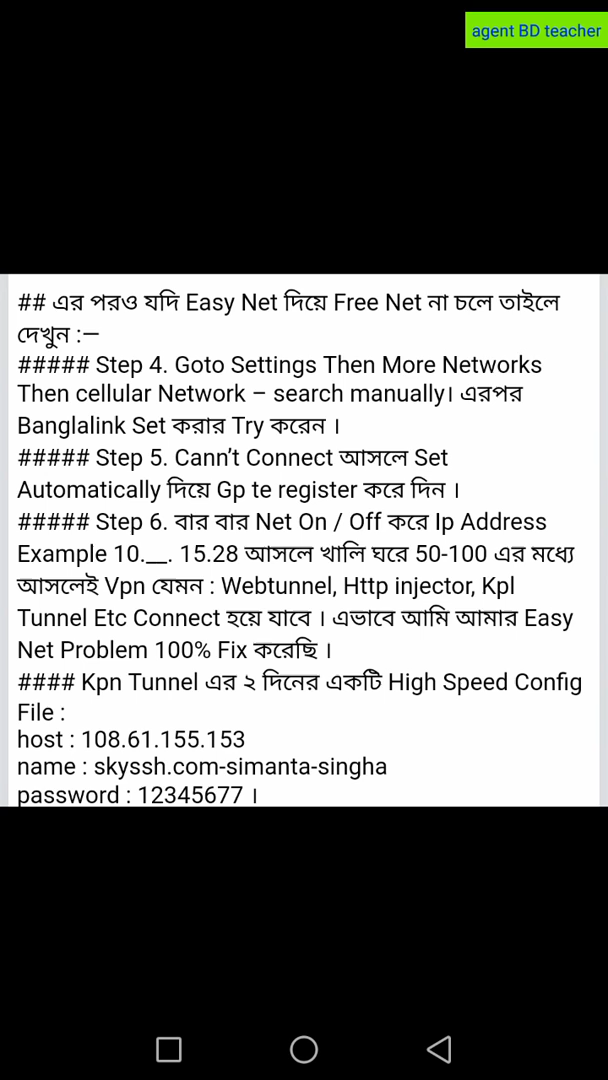 agent BD teacher
## এর পরও যদি Easy Net দিয়ে Free Net না চলে তাইলে
দেখুন :—
##### Step 4. Goto Settings Then More Networks
Then cellular Network – search manually। এরপর
Banglalink Set করার Try করেন ।
##### Step 5. Cann’t Connect আসলে Set
Automatically দিয়ে Gp te register করে দিন ।
##### Step 6. বার বার Net On / Off করে Ip Address
Example 10.__. 15.28 আসলে খালি ঘরে 50-100 এর মধ্যে
আসলেই Vpn যেমন : Webtunnel, Http injector, Kpl
Tunnel Etc Connect হয়ে যাবে । এভাবে আমি আমার Easy
Net Problem 100% Fix করেছি ।
#### Kpn Tunnel এর ২ দিনের একটি High Speed Config
File :
host : 108.61.155.153
name : skyssh.com-simanta-singha
password : 12345677 ।